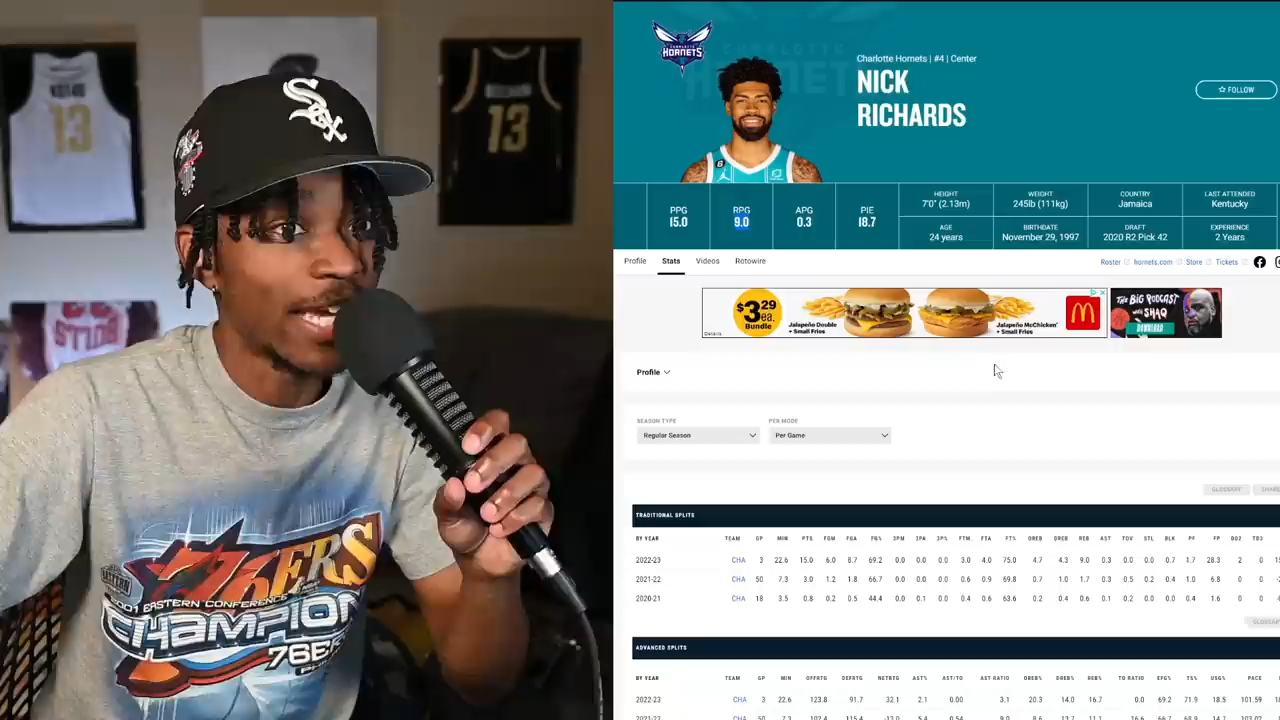 13
13
Sox
76ERS
EASTERN
2001 EASTERN CONFERENCE
CHAMPION
76E
HORNETS
Charlotte Hornets | #4 | Center
NICK
RICHARDS
☆ FOLLOW
PPG
15.0
RPG
9.0
APG
0.3
PIE
18.7
HEIGHT
7'0" (2.13m)
WEIGHT
245lb (111kg)
COUNTRY
Jamaica
LAST ATTENDED
Kentucky
AGE
24 years
BIRTHDATE
November 29, 1997
DRAFT
2020 R2 Pick 42
EXPERIENCE
2 Years
Profile Stats Videos Rotowire
Roster hornets.com Store Tickets
$3.29 ea.
Bundle
Jalapeño Double
+ Small Fries
Jalapeño McChicken
+ Small Fries
Details
THE BIG PODCAST
WITH SHAQ
DOWNLOAD
Profile
SEASON TYPE
Regular Season
PER MODE
Per Game
GLOSSARY SHARE
TRADITIONAL SPLITS
BY YEAR TEAM GP MIN PTS FGM FGA FG% 3PM 3PA 3P% FTM FTA FT% OREB DREB REB AST TOV STL BLK PF FP DD2 TD3
2022-23 CHA 3 22.6 15.0 6.0 8.7 69.2 0.0 0.0 0.0 3.0 4.0 75.0 4.7 4.3 9.0 0.3 0.3 0.0 0.7 1.7 28.3 2 0
2021-22 CHA 50 7.3 3.0 1.2 1.8 66.7 0.0 0.0 0.0 0.6 0.9 69.8 0.7 1.0 1.7 0.3 0.5 0.2 0.4 1.0 6.8 0 0
2020-21 CHA 18 3.5 0.8 0.2 0.5 44.4 0.0 0.1 0.0 0.4 0.6 63.6 0.2 0.4 0.6 0.1 0.2 0.0 0.0 0.4 1.6 0 0
GLOSSARY
ADVANCED SPLITS
BY YEAR TEAM GP MIN OFFRTG DEFRTG NETRTG AST% AST/TO AST RATIO OREB% DREB% REB% TO RATIO EFG% TS% USG% PACE
2022-23 CHA 3 22.6 123.8 91.7 32.1 2.1 0.00 3.1 20.3 14.0 16.7 0.0 69.2 71.9 18.5 101.59